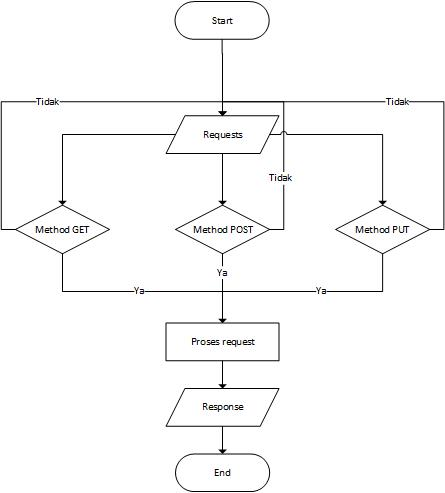 Start
Tidak
Tidak
Requests
Tidak
Method GET
Method POST
Method PUT
Ya
Ya
Ya
Proses request
Response
End